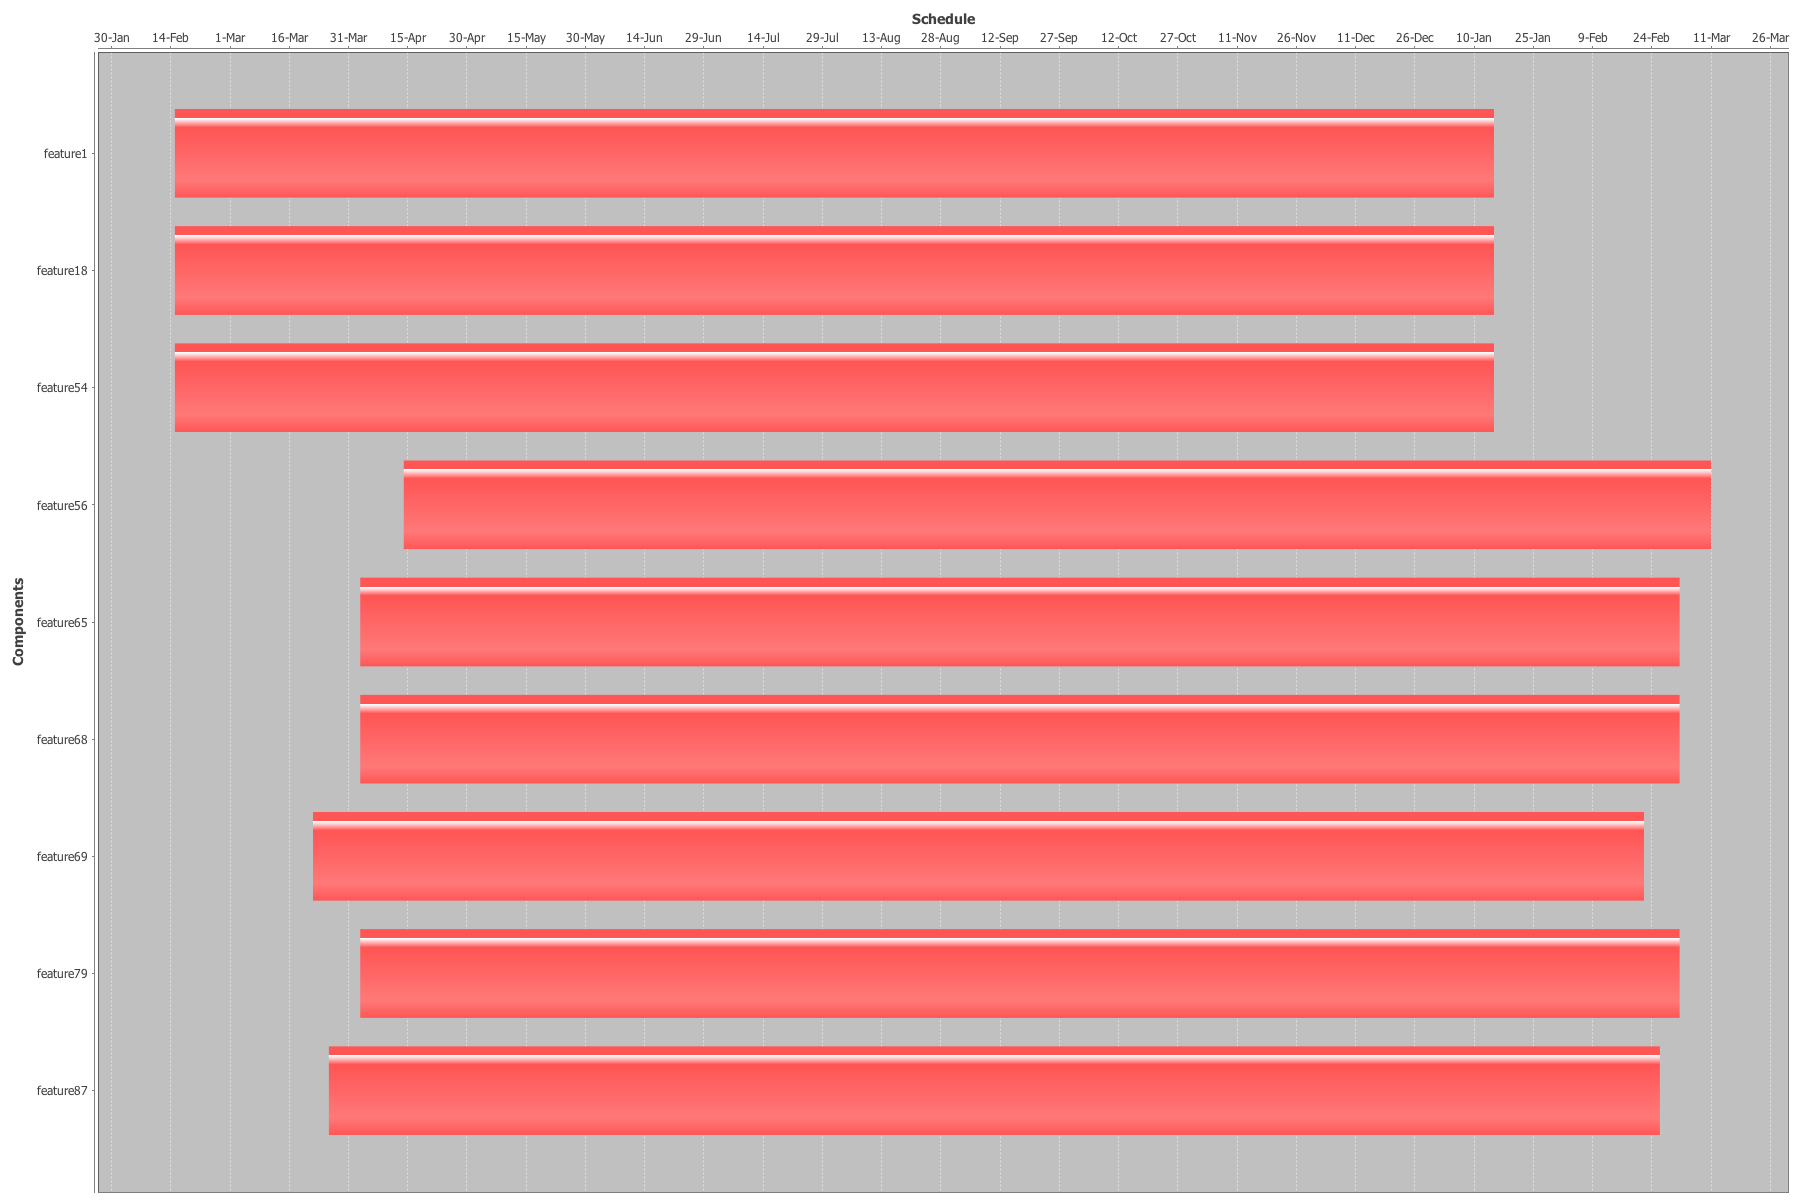 Schedule
30-Jan 14-Feb 1-Mar 16-Mar 31-Mar 15-Apr 30-Apr 15-May 30-May 14-Jun 29-Jun 14-Jul 29-Jul 13-Aug 28-Aug 12-Sep 27-Sep 12-Oct 27-Oct 11-Nov 26-Nov 11-Dec 26-Dec 10-Jan 25-Jan 9-Feb 24-Feb 11-Mar 26-Mar
Components
feature1
feature18
feature54
feature56
feature65
feature68
feature69
feature79
feature87